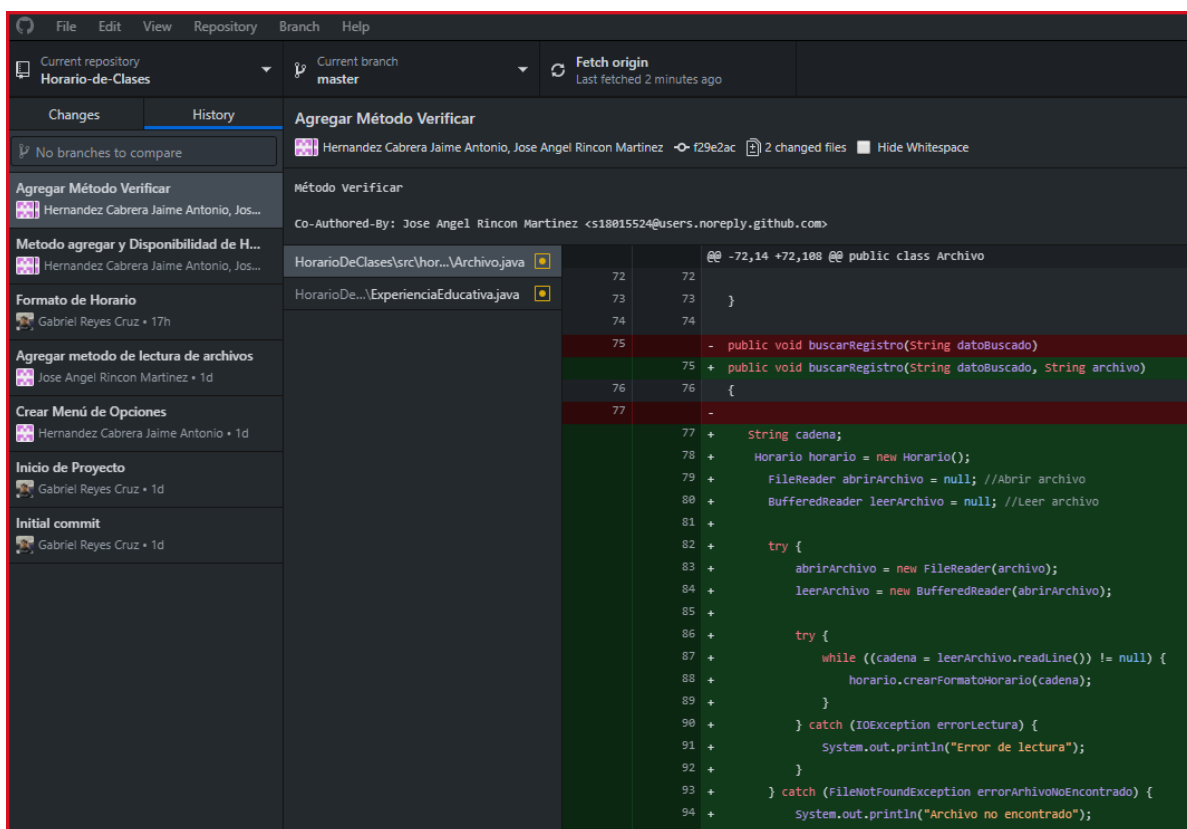 File Edit View Repository Branch Help
Current repository
Horario-de-Clases
Current branch
master
Fetch origin
Last fetched 2 minutes ago
Changes History
No branches to compare
Agregar Método Verificar
Hernandez Cabrera Jaime Antonio, Jos...
Metodo agregar y Disponibilidad de H...
Hernandez Cabrera Jaime Antonio, Jos...
Formato de Horario
Gabriel Reyes Cruz • 17h
Agregar metodo de lectura de archivos
Jose Angel Rincon Martinez • 1d
Crear Menú de Opciones
Hernandez Cabrera Jaime Antonio • 1d
Inicio de Proyecto
Gabriel Reyes Cruz • 1d
Initial commit
Gabriel Reyes Cruz • 1d
Agregar Método Verificar
Hernandez Cabrera Jaime Antonio, Jose Angel Rincon Martinez f29e2ac 2 changed files Hide Whitespace
Método Verificar
Co-Authored-By: Jose Angel Rincon Martinez <s18015524@users.noreply.github.com>
HorarioDeClases\src\hor...\Archivo.java
HorarioDe...\ExperienciaEducativa.java
@@ -72,14 +72,108 @@ public class Archivo
72 72
73 73 }
74 74
75 - public void buscarRegistro(String datoBuscado)
75 + public void buscarRegistro(String datoBuscado, String archivo)
76 76 {
77 -
77 + String cadena;
78 + Horario horario = new Horario();
79 + FileReader abrirArchivo = null; //Abrir archivo
80 + BufferedReader leerArchivo = null; //Leer archivo
81 +
82 + try {
83 + abrirArchivo = new FileReader(archivo);
84 + leerArchivo = new BufferedReader(abrirArchivo);
85 +
86 + try {
87 + while ((cadena = leerArchivo.readLine()) != null) {
88 + horario.crearFormatoHorario(cadena);
89 + }
90 + } catch (IOException errorLectura) {
91 + System.out.println("Error de lectura");
92 + }
93 + } catch (FileNotFoundException errorArhivoNoEncontrado) {
94 + System.out.println("Archivo no encontrado");